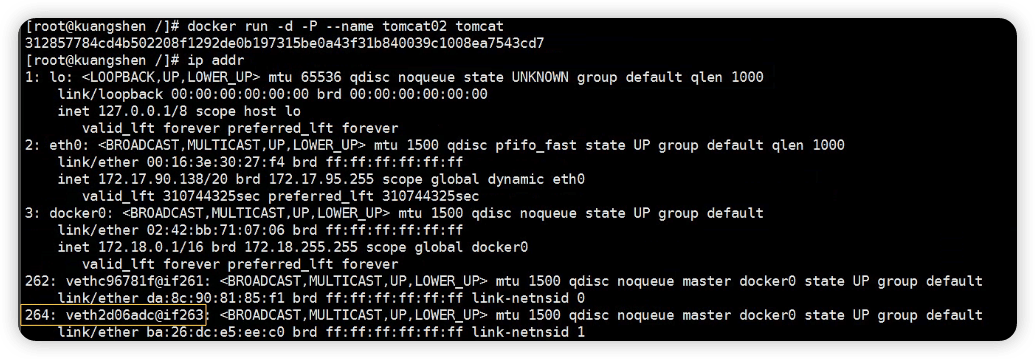 [root@kuangshen /]# docker run -d -P --name tomcat02 tomcat
312857784cd4b502208f1292de0b197315be0a43f31b840039c1008ea7543cd7
[root@kuangshen /]# ip addr
1: lo: <LOOPBACK,UP,LOWER_UP> mtu 65536 qdisc noqueue state UNKNOWN group default qlen 1000
    link/loopback 00:00:00:00:00:00 brd 00:00:00:00:00:00
    inet 127.0.0.1/8 scope host lo
       valid_lft forever preferred_lft forever
2: eth0: <BROADCAST,MULTICAST,UP,LOWER_UP> mtu 1500 qdisc pfifo_fast state UP group default qlen 1000
    link/ether 00:16:3e:30:27:f4 brd ff:ff:ff:ff:ff:ff
    inet 172.17.90.138/20 brd 172.17.95.255 scope global dynamic eth0
       valid_lft 310744325sec preferred_lft 310744325sec
3: docker0: <BROADCAST,MULTICAST,UP,LOWER_UP> mtu 1500 qdisc noqueue state UP group default
    link/ether 02:42:bb:71:07:06 brd ff:ff:ff:ff:ff:ff
    inet 172.18.0.1/16 brd 172.18.255.255 scope global docker0
       valid_lft forever preferred_lft forever
262: vethc96781f@if261: <BROADCAST,MULTICAST,UP,LOWER_UP> mtu 1500 qdisc noqueue master docker0 state UP group default
    link/ether da:8c:90:81:85:f1 brd ff:ff:ff:ff:ff:ff link-netnsid 0
264: veth2d06adc@if263: <BROADCAST,MULTICAST,UP,LOWER_UP> mtu 1500 qdisc noqueue master docker0 state UP group default
    link/ether ba:26:dc:e5:ee:c0 brd ff:ff:ff:ff:ff:ff link-netnsid 1